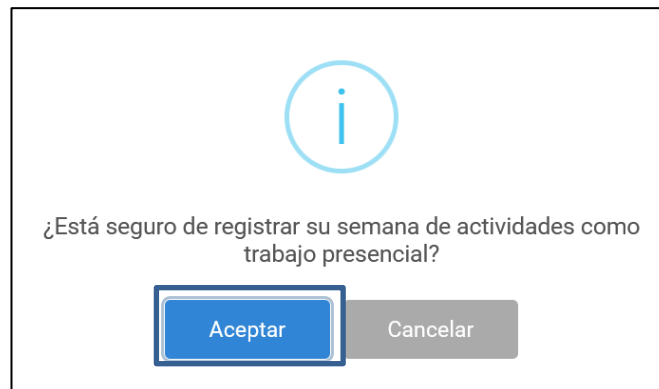 ¿Está seguro de registrar su semana de actividades como
trabajo presencial?
Aceptar
Cancelar